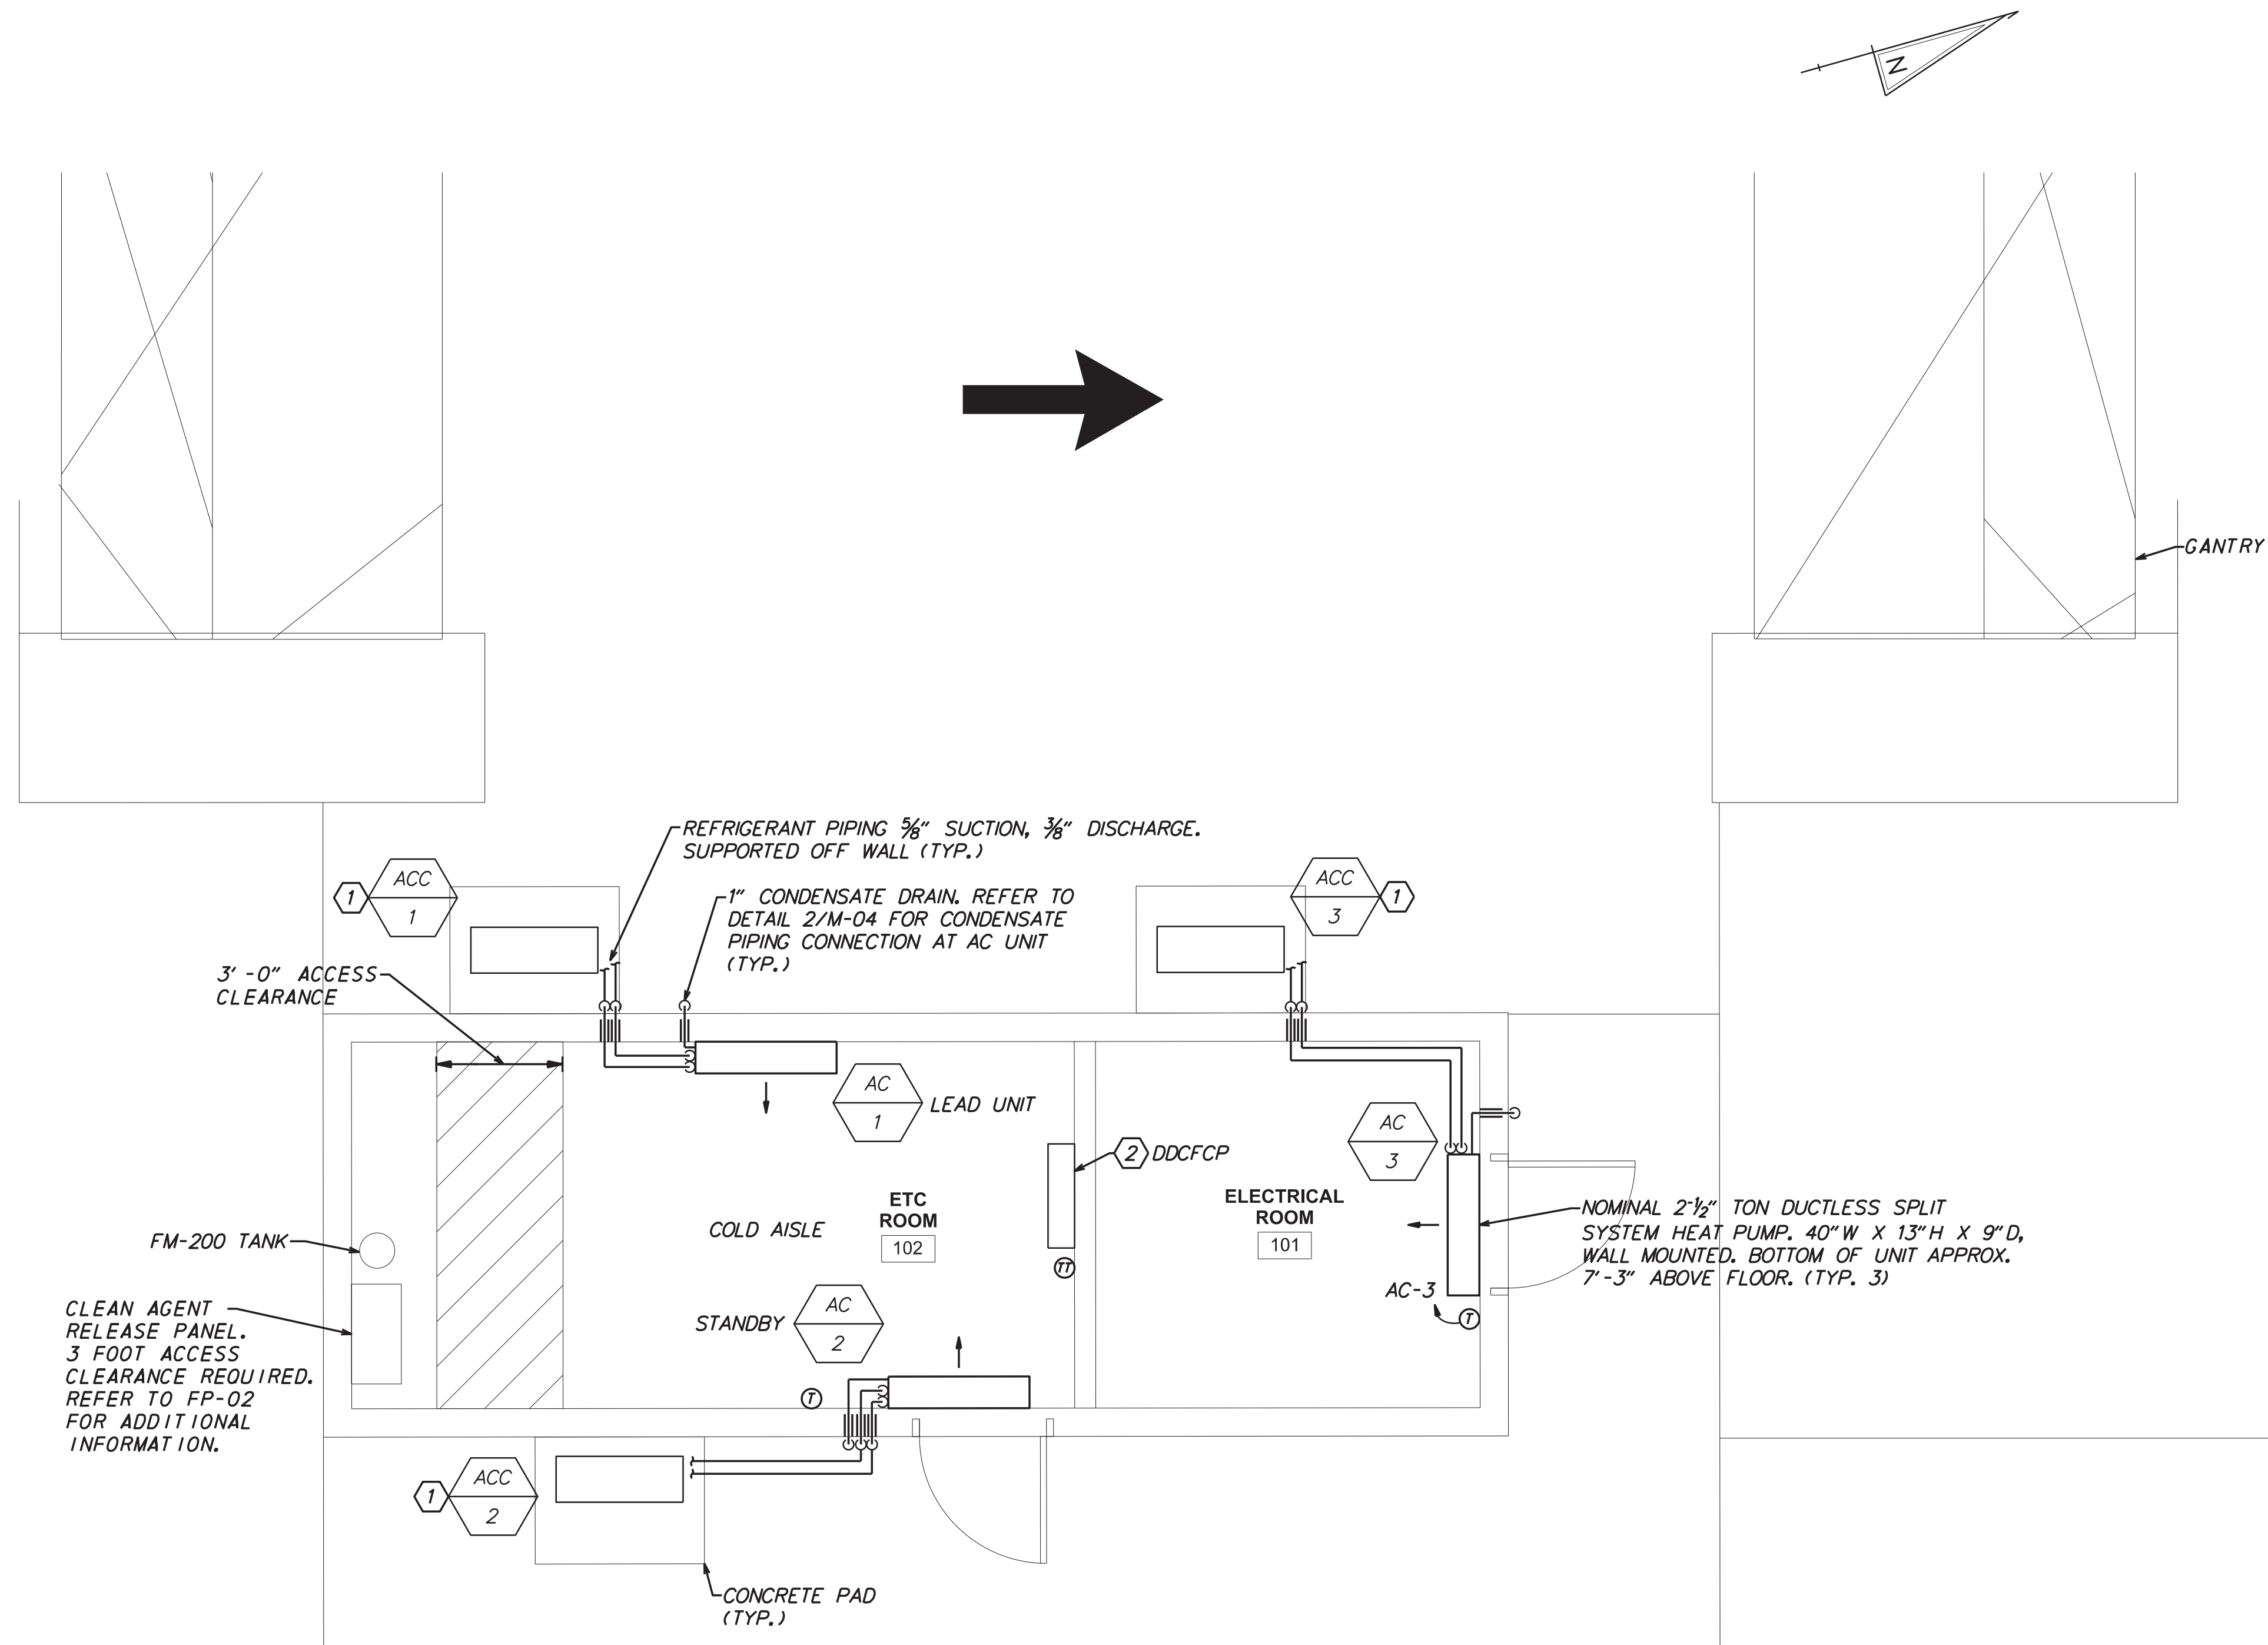 N
GANTRY
REFRIGERANT PIPING 5/8" SUCTION, 3/8" DISCHARGE.
SUPPORTED OFF WALL (TYP.)
1
ACC
1
1" CONDENSATE DRAIN. REFER TO
DETAIL 2/M-04 FOR CONDENSATE
PIPING CONNECTION AT AC UNIT
(TYP.)
ACC
3
1
3'-0" ACCESS
CLEARANCE
AC
1
LEAD UNIT
2 DDCFCP
AC
3
ETC
ROOM
102
COLD AISLE
ELECTRICAL
ROOM
101
NOMINAL 2-1/2" TON DUCTLESS SPLIT
SYSTEM HEAT PUMP. 40"W X 13"H X 9"D,
WALL MOUNTED. BOTTOM OF UNIT APPROX.
7'-3" ABOVE FLOOR. (TYP. 3)
FM-200 TANK
TT
AC-3
T
CLEAN AGENT
RELEASE PANEL.
3 FOOT ACCESS
CLEARANCE REQUIRED.
REFER TO FP-02
FOR ADDITIONAL
INFORMATION.
STANDBY
AC
2
T
1
ACC
2
CONCRETE PAD
(TYP.)